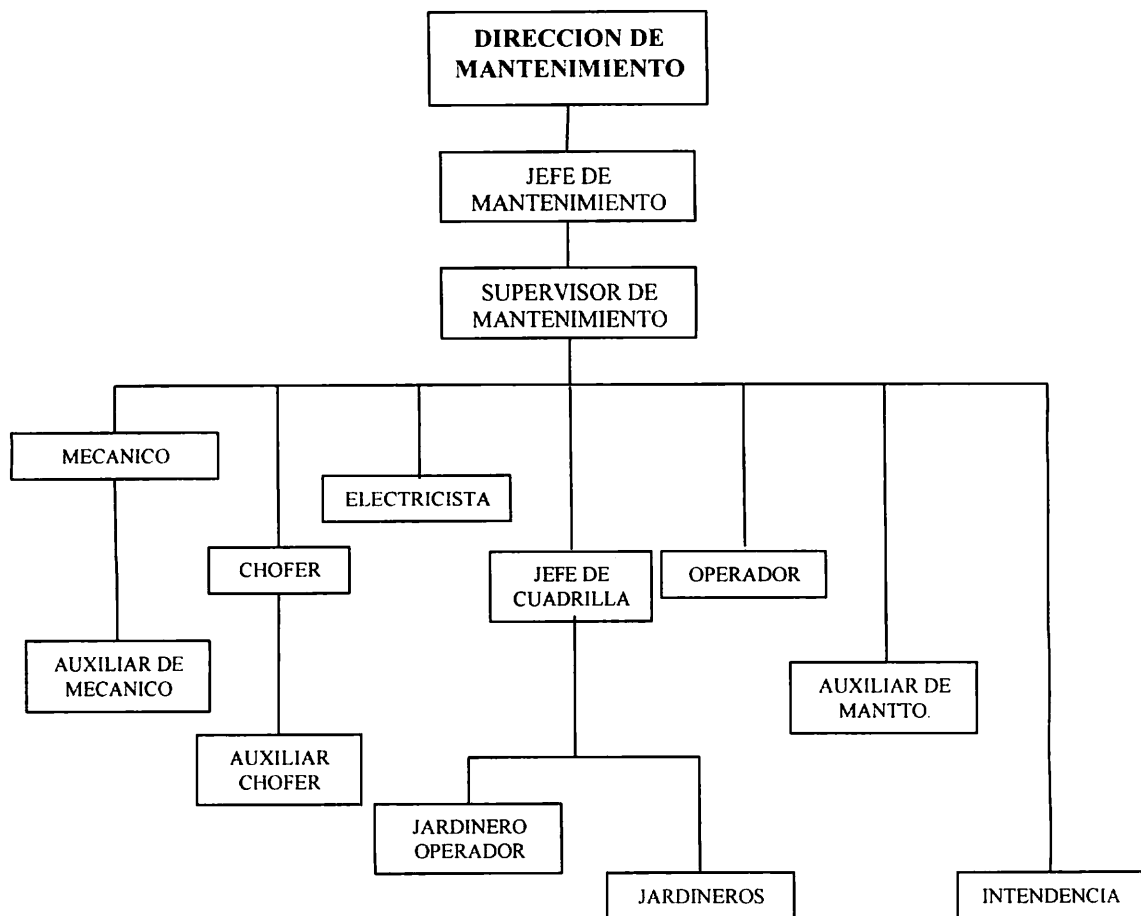 DIRECCION DE
MANTENIMIENTO
JEFE DE
MANTENIMIENTO
SUPERVISOR DE
MANTENIMIENTO
MECANICO
ELECTRICISTA
CHOFER
JEFE DE
CUADRILLA
OPERADOR
AUXILIAR DE
MECANICO
AUXILIAR DE
MANTTO.
AUXILIAR
CHOFER
JARDINERO
OPERADOR
JARDINEROS
INTENDENCIA